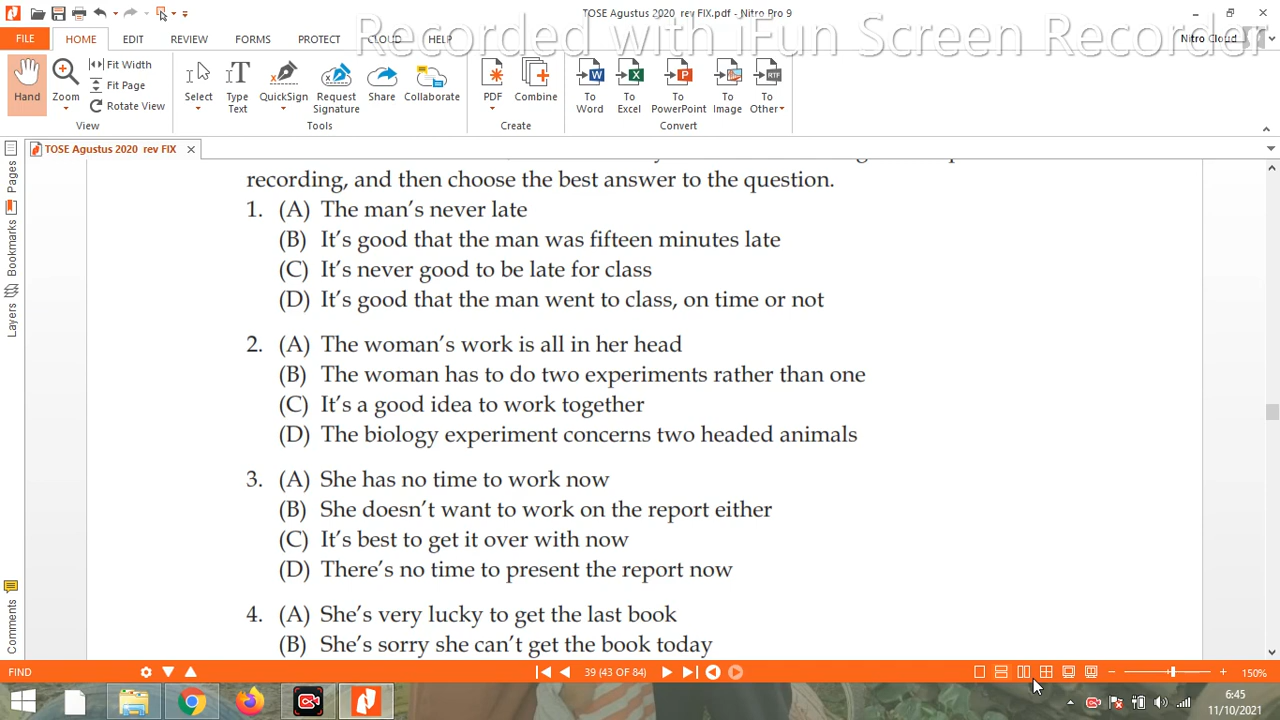 TOSE Agustus 2020 rev FIX.pdf - Nitro Pro 9
Recorded with iFun Screen Recorder
FILE HOME EDIT REVIEW FORMS PROTECT CLOUD HELP Nitro Cloud
Hand
Zoom
Fit Width
Fit Page
Rotate View
View
Select
Type Text
QuickSign
Request Signature
Share
Collaborate
Tools
PDF
Combine
Create
To Word
To Excel
To PowerPoint
To Image
To Other
Convert
TOSE Agustus 2020 rev FIX
Pages
Bookmarks
Layers
Comments
recording, and then choose the best answer to the question.
1. (A) The man’s never late
(B) It’s good that the man was fifteen minutes late
(C) It’s never good to be late for class
(D) It’s good that the man went to class, on time or not
2. (A) The woman’s work is all in her head
(B) The woman has to do two experiments rather than one
(C) It’s a good idea to work together
(D) The biology experiment concerns two headed animals
3. (A) She has no time to work now
(B) She doesn’t want to work on the report either
(C) It’s best to get it over with now
(D) There’s no time to present the report now
4. (A) She’s very lucky to get the last book
(B) She’s sorry she can’t get the book today
FIND 39 (43 OF 84) 150%
6:45
11/10/2021